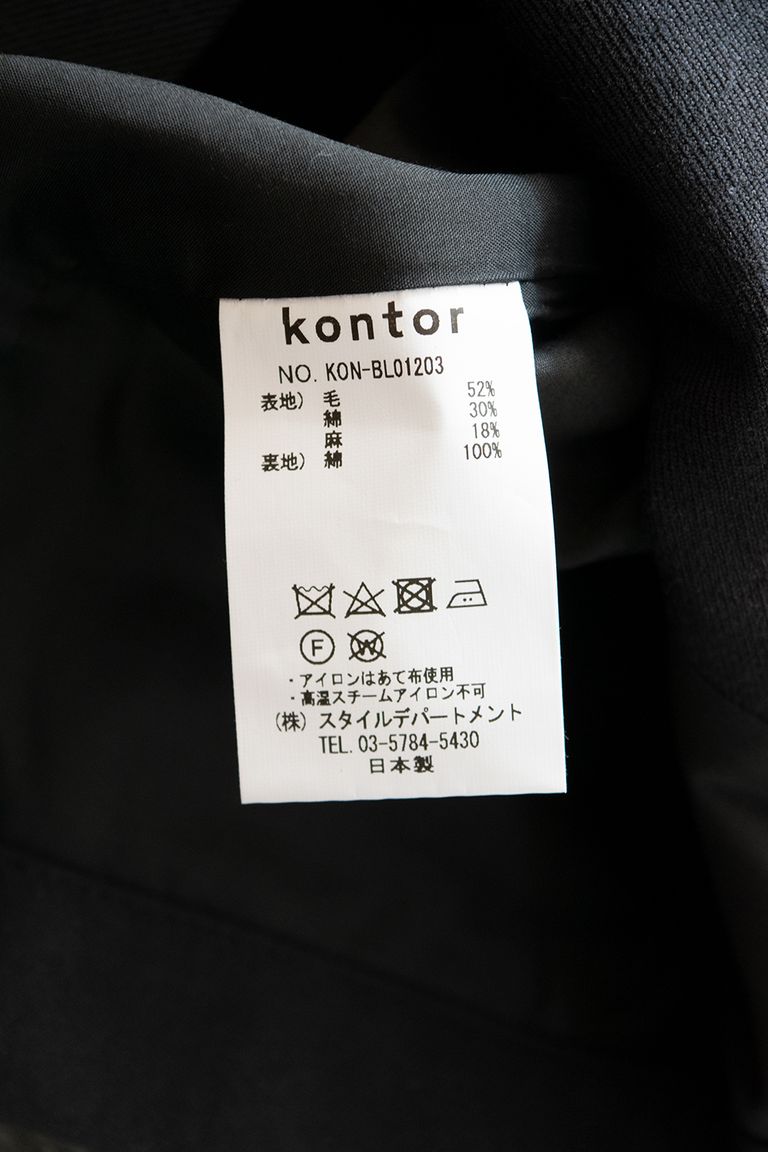 kontor
NO. KON-BL01203
表地) 毛 52%
綿 30%
麻 18%
裏地) 綿 100%
F W
・アイロンはあて布使用
・高温スチームアイロン不可
(株) スタイルデパートメント
TEL. 03-5784-5430
日本製